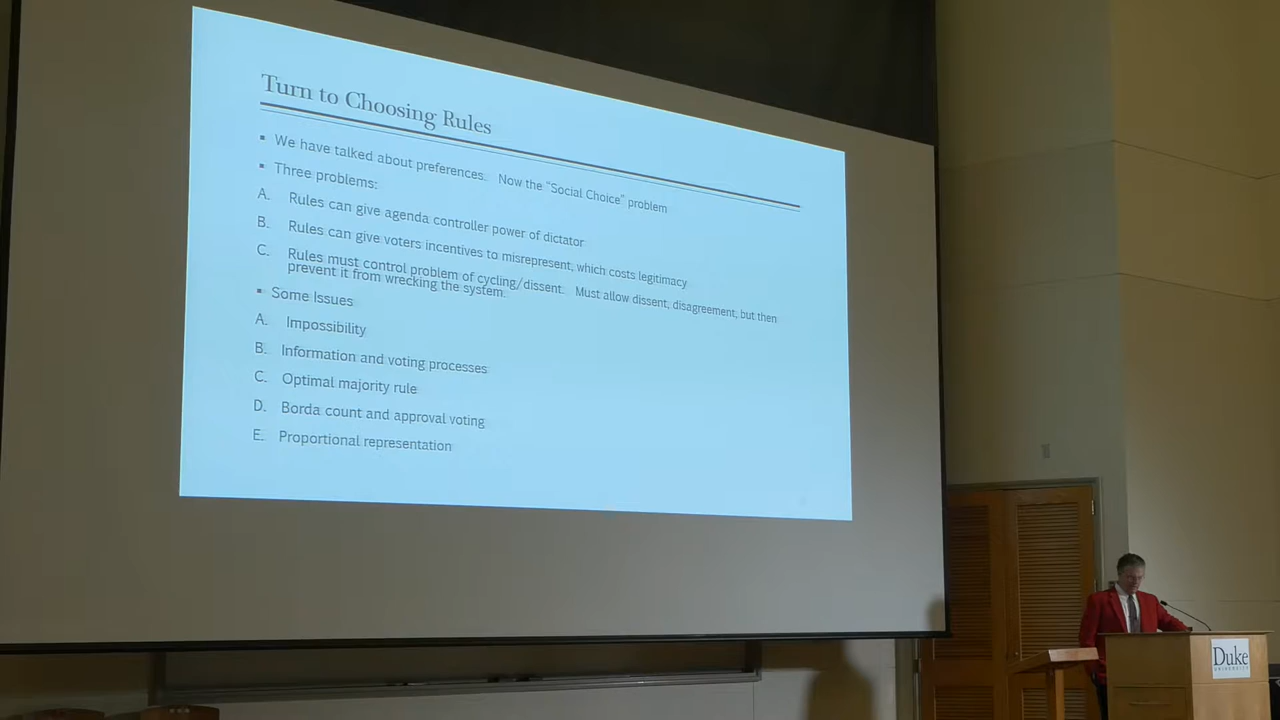 Turn to Choosing Rules
▪ We have talked about preferences. Now the "Social Choice" problem
▪ Three problems:
A. Rules can give agenda controller power of dictator
B. Rules can give voters incentives to misrepresent, which costs legitimacy
C. Rules must control problem of cycling/dissent. Must allow dissent, disagreement, but then
prevent it from wrecking the system.
▪ Some Issues
A. Impossibility
B. Information and voting processes
C. Optimal majority rule
D. Borda count and approval voting
E. Proportional representation
Duke
UNIVERSITY